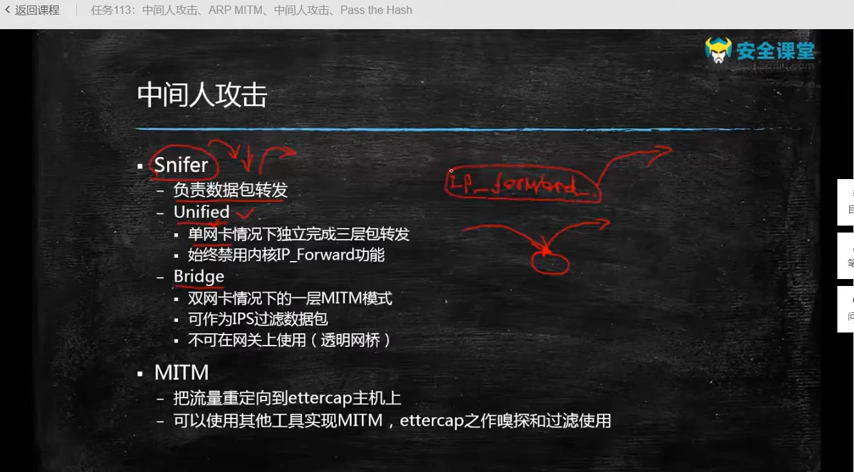 返回课程
任务113：中间人攻击、ARP MITM、中间人攻击、Pass the Hash
安全课堂
中间人攻击
Snifer
IP_forward
– 负责数据包转发
– Unified
单网卡情况下独立完成三层包转发
始终禁用内核IP_Forward功能
– Bridge
双网卡情况下的一层MITM模式
可作为IPS过滤数据包
不可在网关上使用（透明网桥）
MITM
– 把流量重定向到ettercap主机上
– 可以使用其他工具实现MITM，ettercap之作嗅探和过滤使用